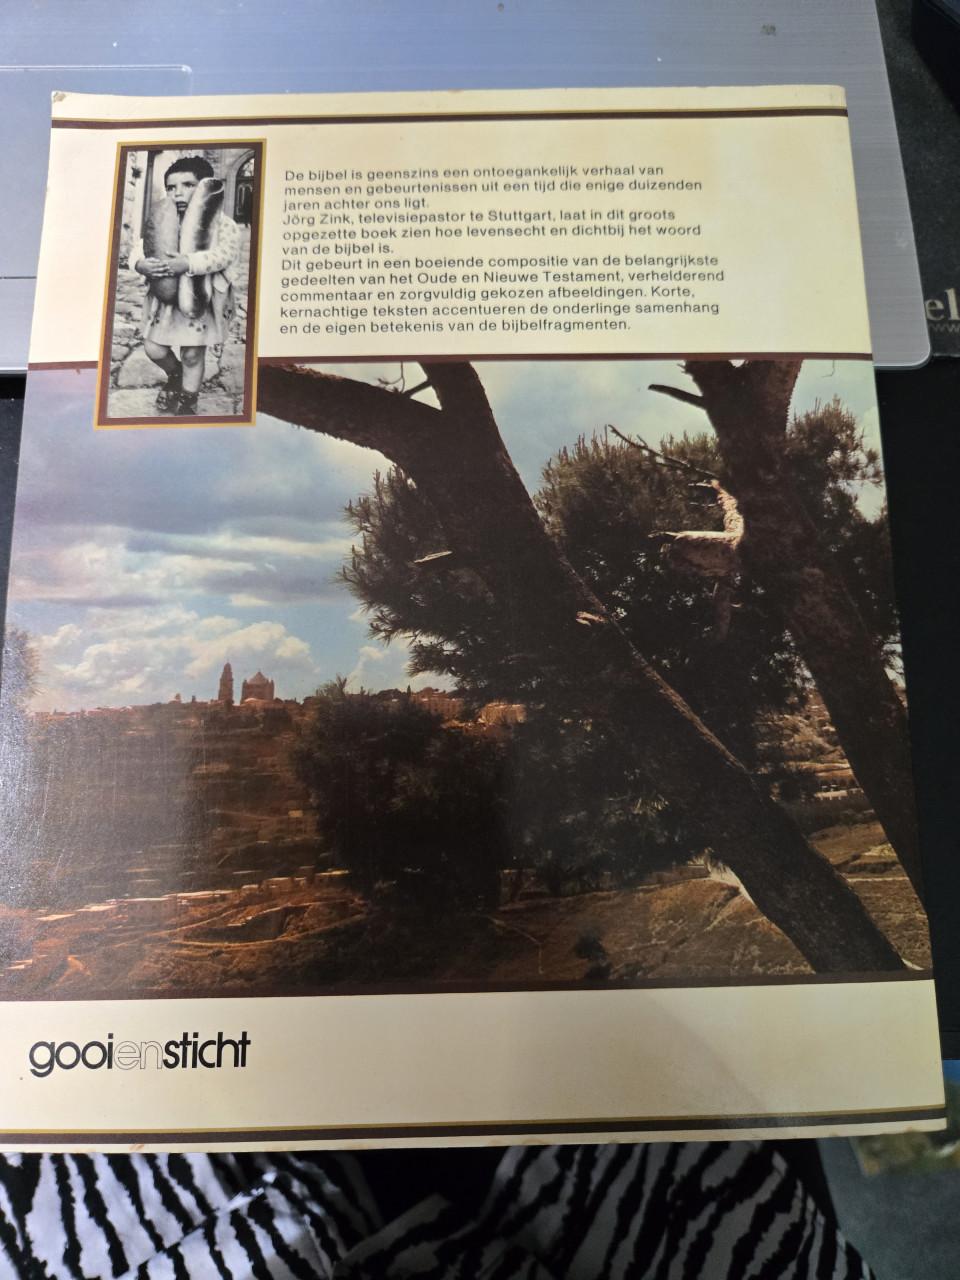 De bijbel is geenszins een ontoegankelijk verhaal van
mensen en gebeurtenissen uit een tijd die enige duizenden
jaren achter ons ligt.
Jörg Zink, televisiepastor te Stuttgart, laat in dit groots
opgezette boek zien hoe levensecht en dichtbij het woord
van de bijbel is.
Dit gebeurt in een boeiende compositie van de belangrijkste
gedeelten van het Oude en Nieuwe Testament, verhelderend
commentaar en zorgvuldig gekozen afbeeldingen. Korte,
kernachtige teksten accentueren de onderlinge samenhang
en de eigen betekenis van de bijbelfragmenten.
gooiensticht